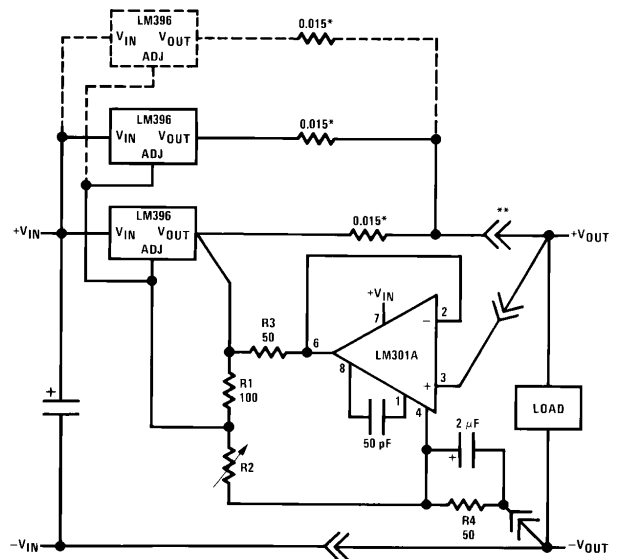 LM396
VIN VOUT
ADJ
0.015*
LM396
VIN VOUT
ADJ
0.015*
LM396
+VIN
VIN VOUT
ADJ
0.015*
**
+VOUT
+VIN
7
2
−
R3
50
6
LM301A
8
+
3
1
4
R1
100
50 pF
LOAD
+
2 μF
+
R2
R4
50
−VIN
−VOUT